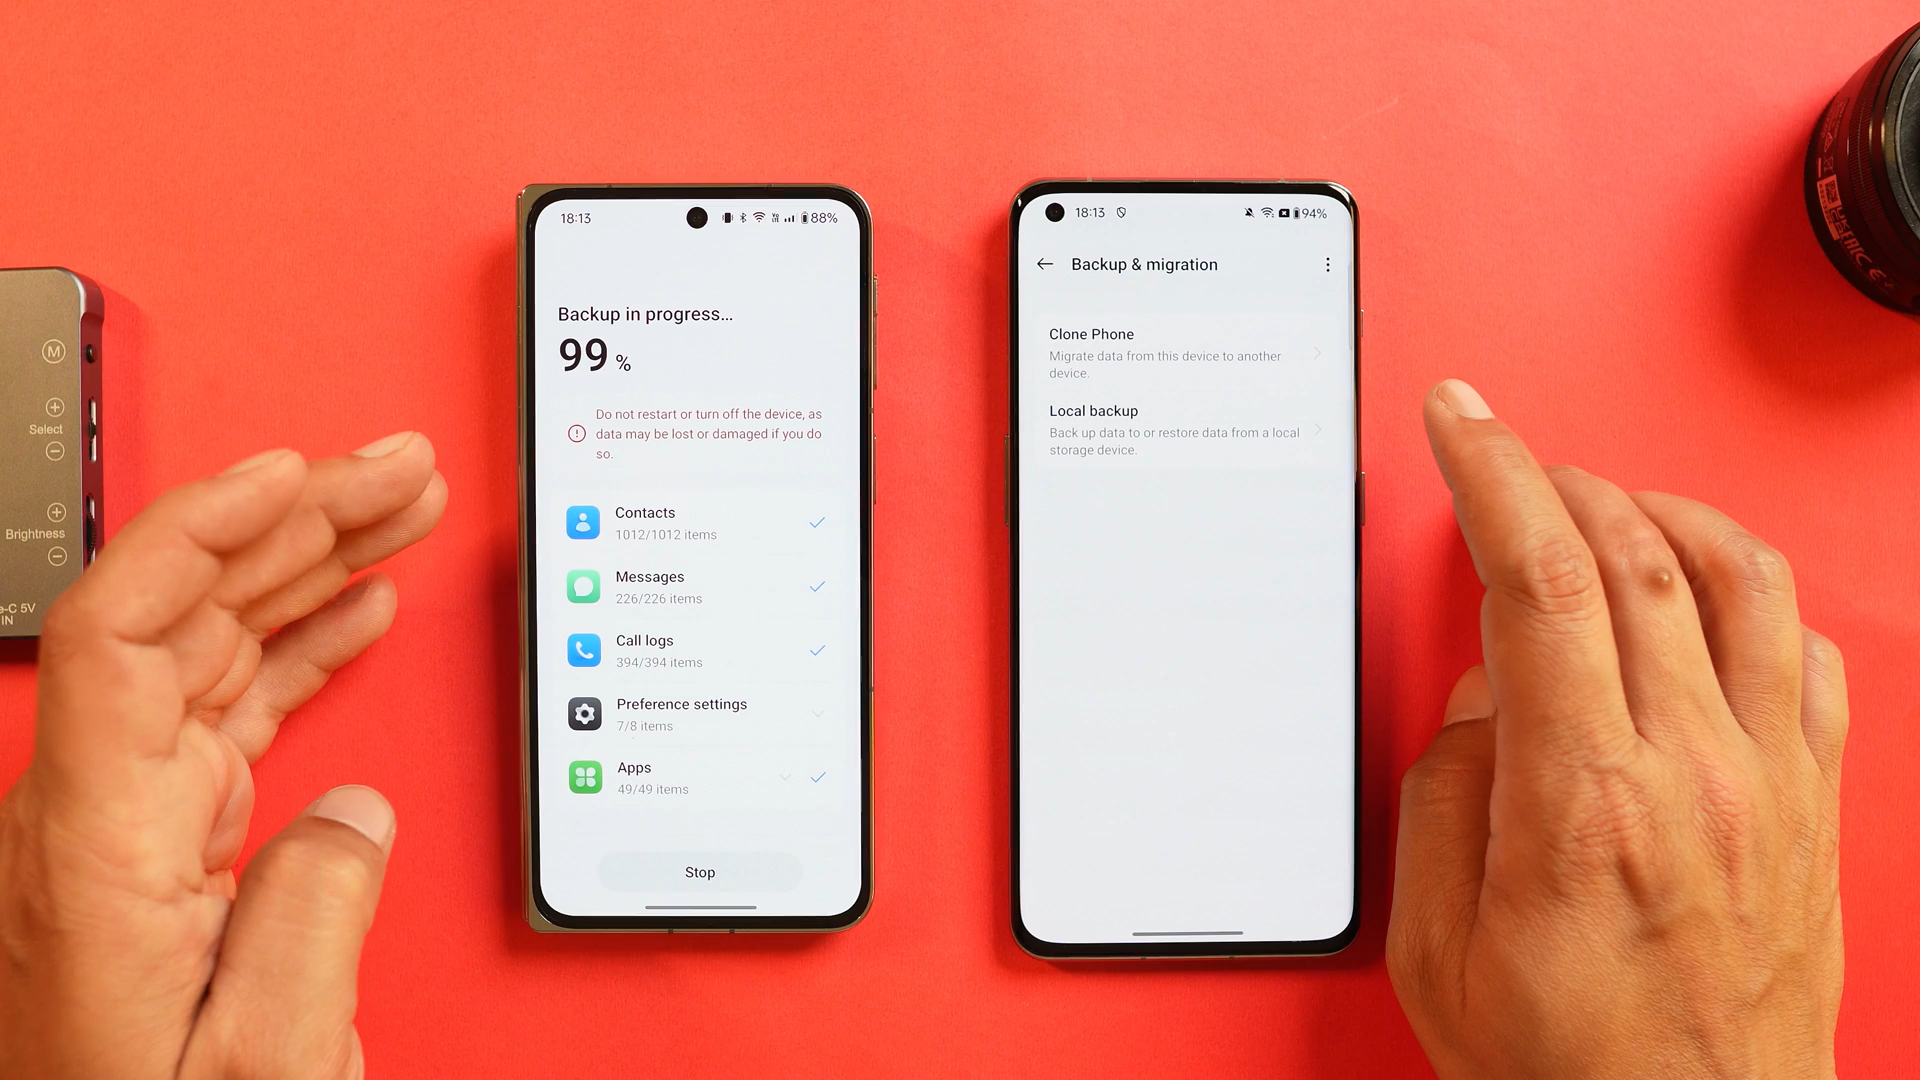 M
Select
Brightness
e-C 5V
IN
18:13
88%
Backup in progress...
99 %
Do not restart or turn off the device, as
data may be lost or damaged if you do
so.
Contacts
1012/1012 items
Messages
226/226 items
Call logs
394/394 items
Preference settings
7/8 items
Apps
49/49 items
Stop
18:13
94%
Backup & migration
Clone Phone
Migrate data from this device to another
device.
Local backup
Back up data to or restore data from a local
storage device.